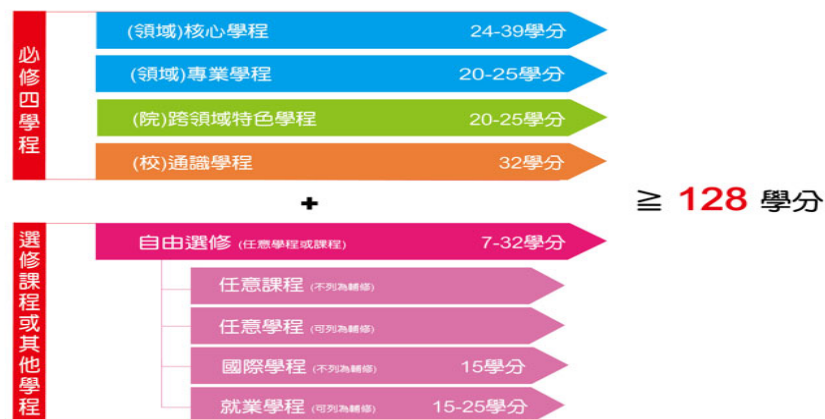 必修四學程
(領域)核心學程 24-39學分
(領域)專業學程 20-25學分
(院)跨領域特色學程 20-25學分
(校)通識學程 32學分
+
≧ 128 學分
選修課程或其他學程
自由選修 (任意學程或課程) 7-32學分
任意課程 (不列為輔修)
任意學程 (可列為輔修)
國際學程 (不列為輔修) 15學分
就業學程 (可列為輔修) 15-25學分